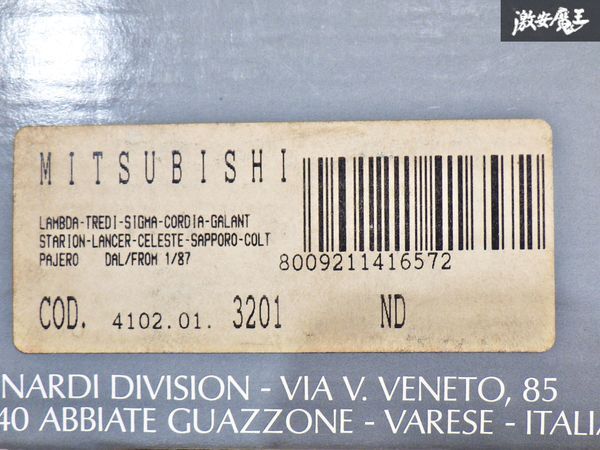 激安魔王
MITSUBISHI
LAMBDA-TREDI-SIGMA-CORDIA-GALANT
STARION-LANCER-CELESTE-SAPPORO-COLT
PAJERO DAL/FROM 1/87
8009211416572
COD. 4102.01. 3201 ND
NARDI DIVISION - VIA V. VENETO, 85
40 ABBIATE GUAZZONE - VARESE - ITALIA